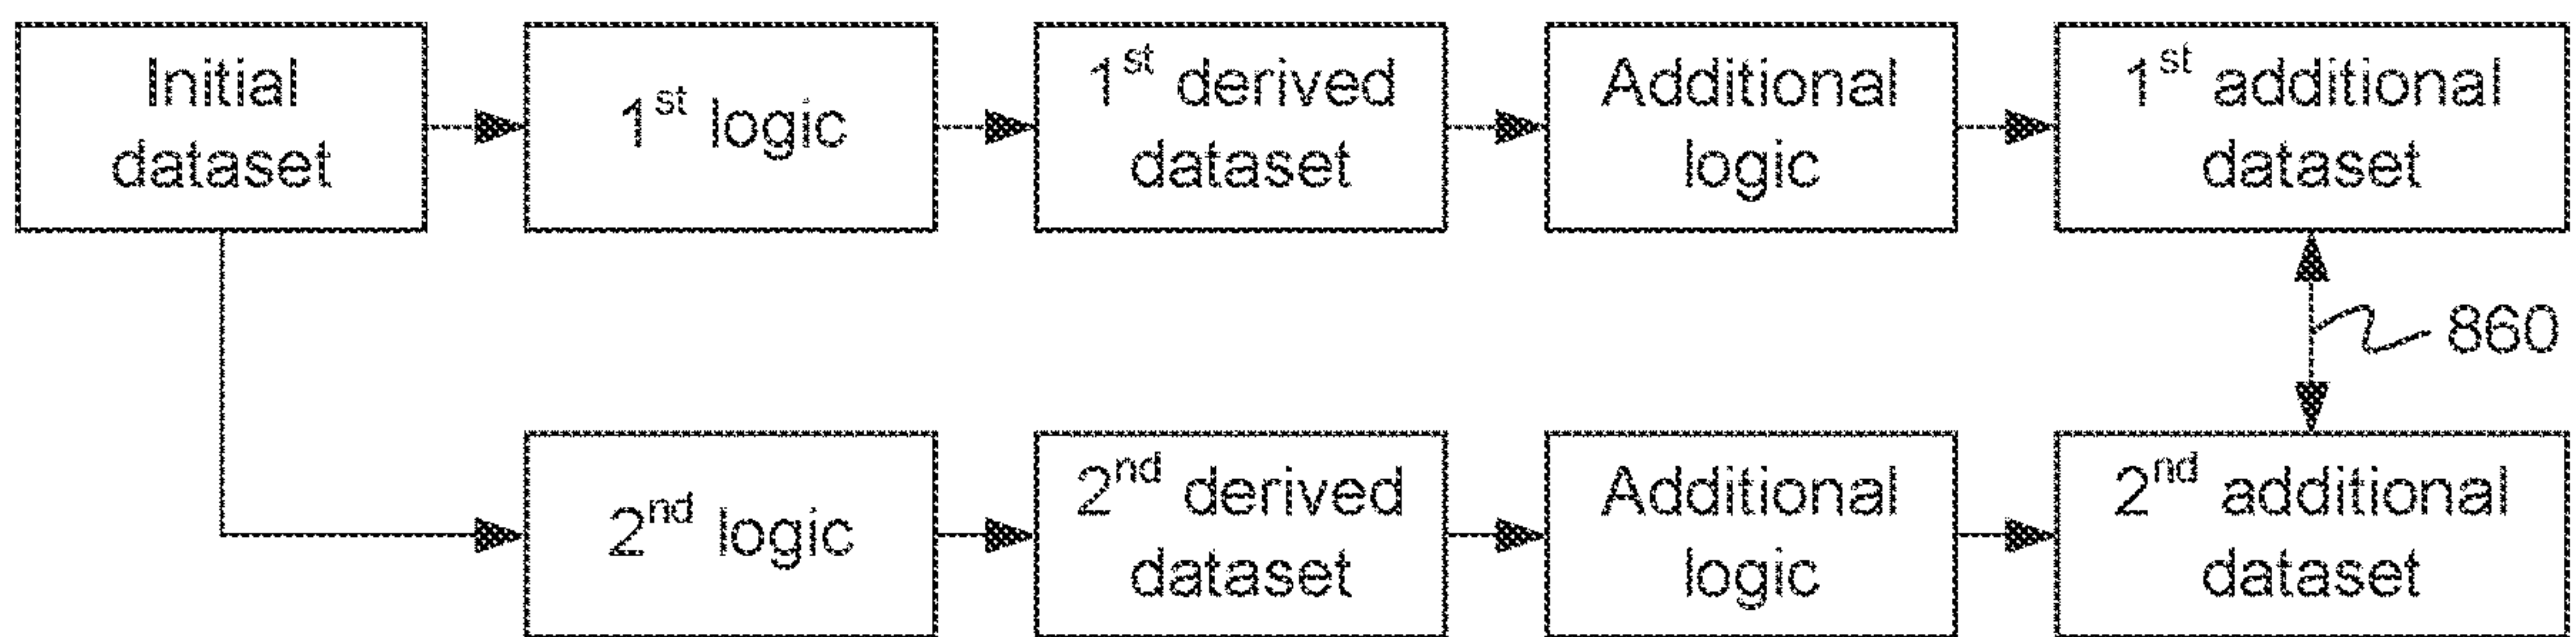 Initial
dataset
1st logic
1st derived
dataset
Additional
logic
1st additional
dataset
860
2nd logic
2nd derived
dataset
Additional
logic
2nd additional
dataset